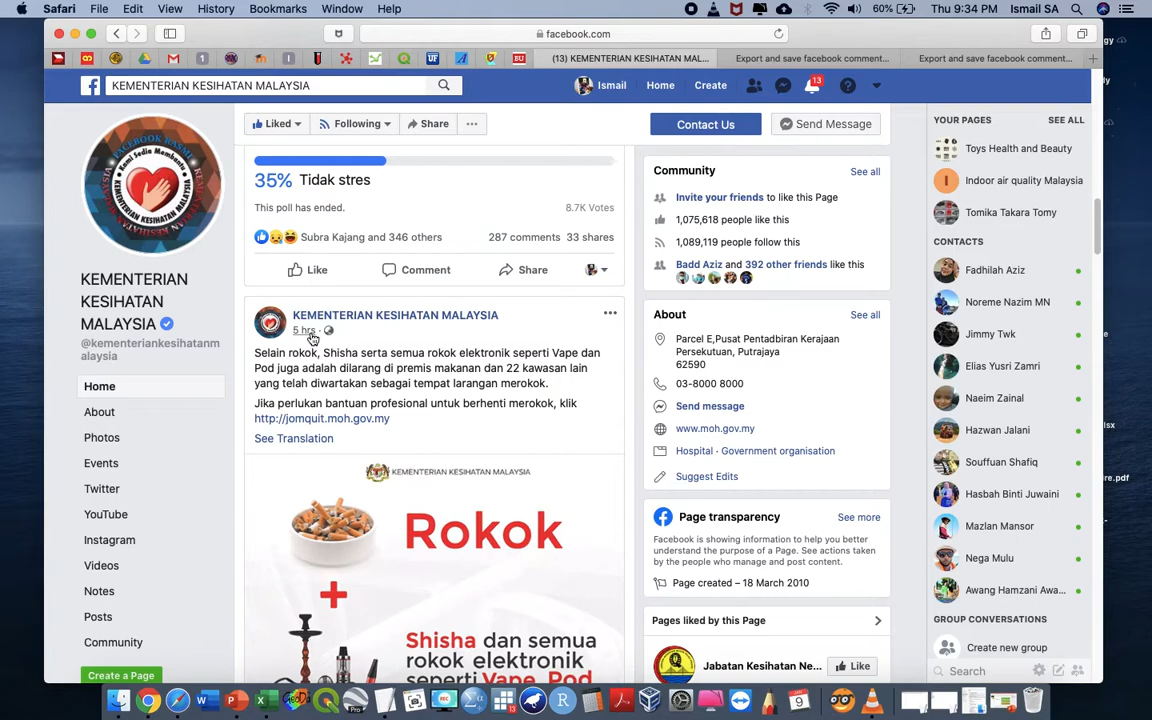 Safari File Edit View History Bookmarks Window Help 60% Thu 9:34 PM Ismail SA
facebook.com
(13) KEMENTERIAN KESIHATAN MAL... Export and save facebook comment... Export and save facebook comment...
KEMENTERIAN KESIHATAN MALAYSIA Ismail Home Create 13
Liked Following Share ... Contact Us Send Message
KEMENTERIAN
KESIHATAN
MALAYSIA
@kementeriankesihatanm
alaysia
Home
About
Photos
Events
Twitter
YouTube
Instagram
Videos
Notes
Posts
Community
Create a Page
35% Tidak stres
This poll has ended. 8.7K Votes
Subra Kajang and 346 others 287 comments 33 shares
Like Comment Share
KEMENTERIAN KESIHATAN MALAYSIA
5 hrs ·
Selain rokok, Shisha serta semua rokok elektronik seperti Vape dan
Pod juga adalah dilarang di premis makanan dan 22 kawasan lain
yang telah diwartakan sebagai tempat larangan merokok.
Jika perlukan bantuan profesional untuk berhenti merokok, klik
http://jomquit.moh.gov.my
See Translation
KEMENTERIAN KESIHATAN MALAYSIA
Rokok
+
Shisha dan semua
rokok elektronik
seperti Vape, Pod
Community See all
Invite your friends to like this Page
1,075,618 people like this
1,089,119 people follow this
Badd Aziz and 392 other friends like this
About See all
Parcel E,Pusat Pentadbiran Kerajaan
Persekutuan, Putrajaya
62590
03-8000 8000
Send message
www.moh.gov.my
Hospital · Government organisation
Suggest Edits
Page transparency See more
Facebook is showing information to help you better
understand the purpose of a Page. See actions taken
by the people who manage and post content.
Page created – 18 March 2010
Pages liked by this Page
Jabatan Kesihatan Ne... Like
YOUR PAGES SEE ALL
Toys Health and Beauty
Indoor air quality Malaysia
Tomika Takara Tomy
CONTACTS
Fadhilah Aziz
Noreme Nazim MN
Jimmy Twk
Elias Yusri Zamri
Naeim Zainal
Hazwan Jalani
Souffuan Shafiq
Hasbah Binti Juwaini
Mazlan Mansor
Nega Mulu
Awang Hamzani Awa...
GROUP CONVERSATIONS
Create new group
Search